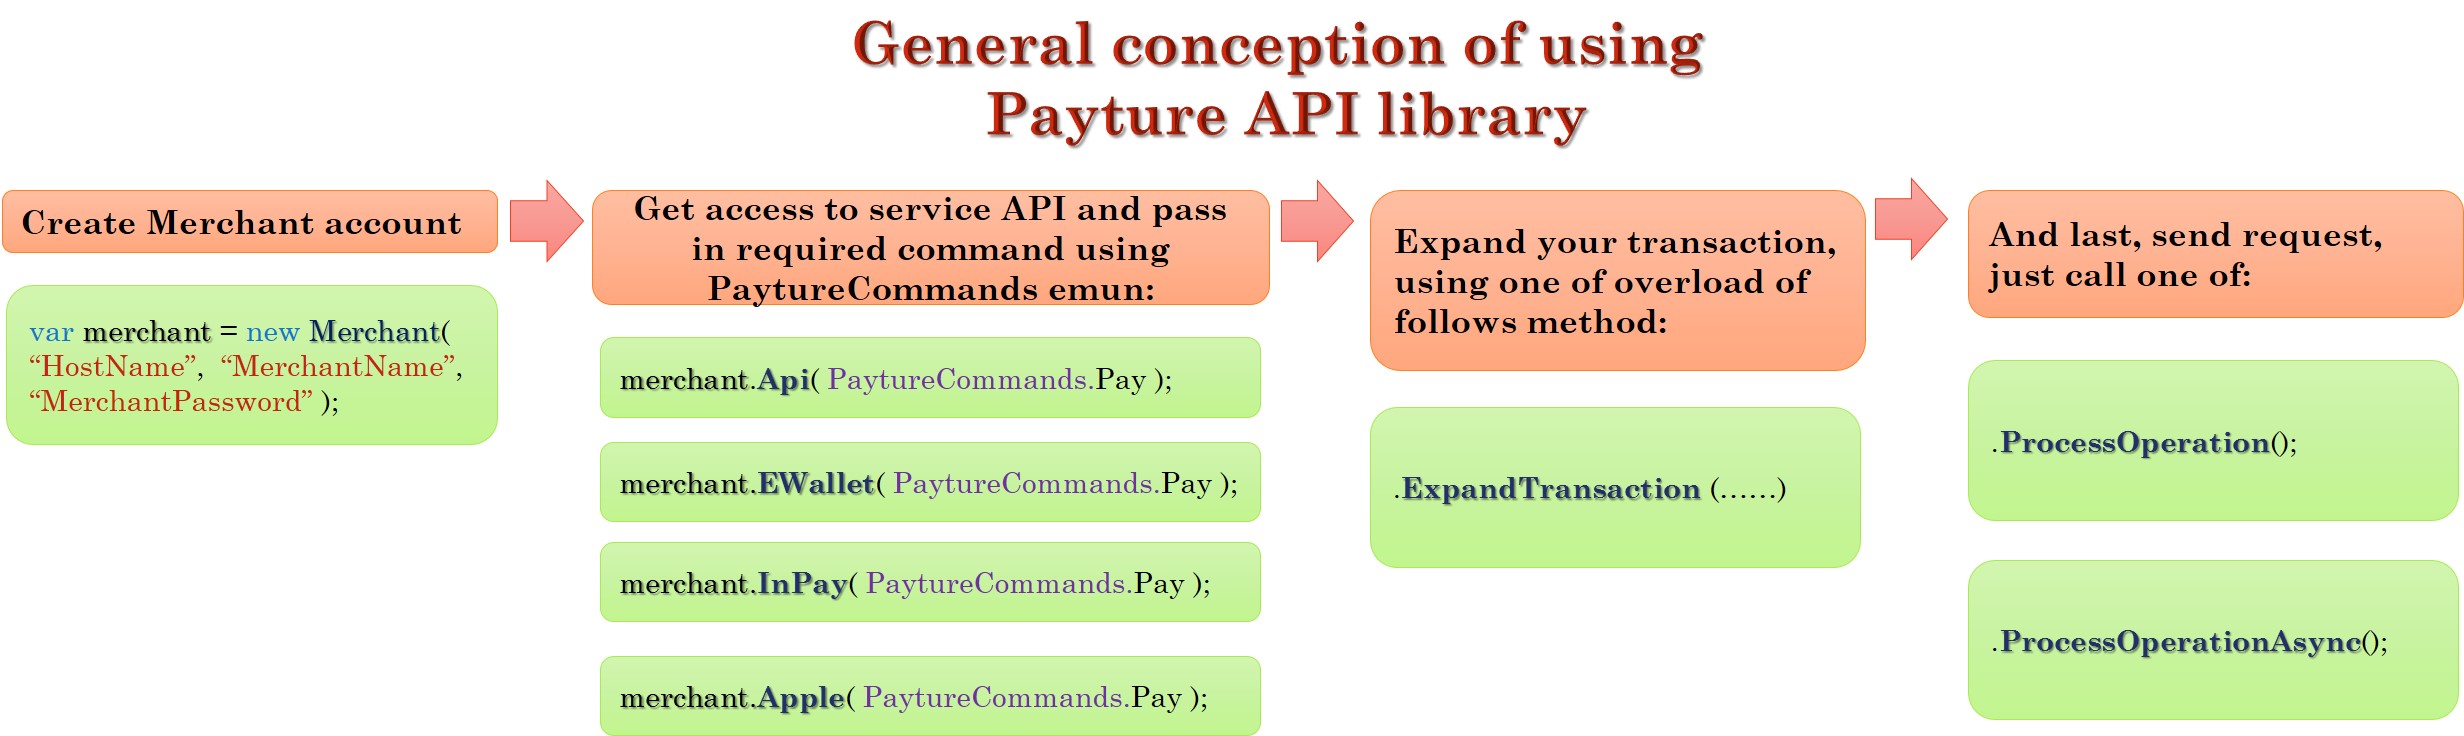 General conception of using
Payture API library
Create Merchant account
var merchant = new Merchant(
“HostName”, “MerchantName”,
“MerchantPassword” );
Get access to service API and pass
in required command using
PaytureCommands emun:
merchant.Api( PaytureCommands.Pay );
merchant.EWallet( PaytureCommands.Pay );
merchant.InPay( PaytureCommands.Pay );
merchant.Apple( PaytureCommands.Pay );
Expand your transaction,
using one of overload of
follows method:
.ExpandTransaction (……)
And last, send request,
just call one of:
.ProcessOperation();
.ProcessOperationAsync();